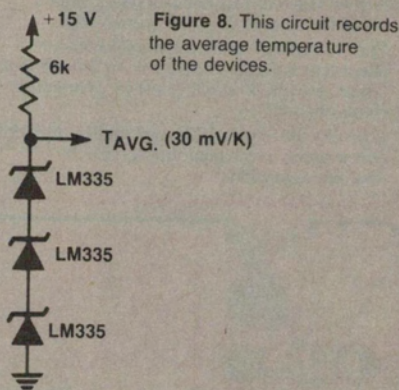 +15 V
Figure 8. This circuit records
the average temperature
of the devices.
6k
TAVG. (30 mV/K)
LM335
LM335
LM335